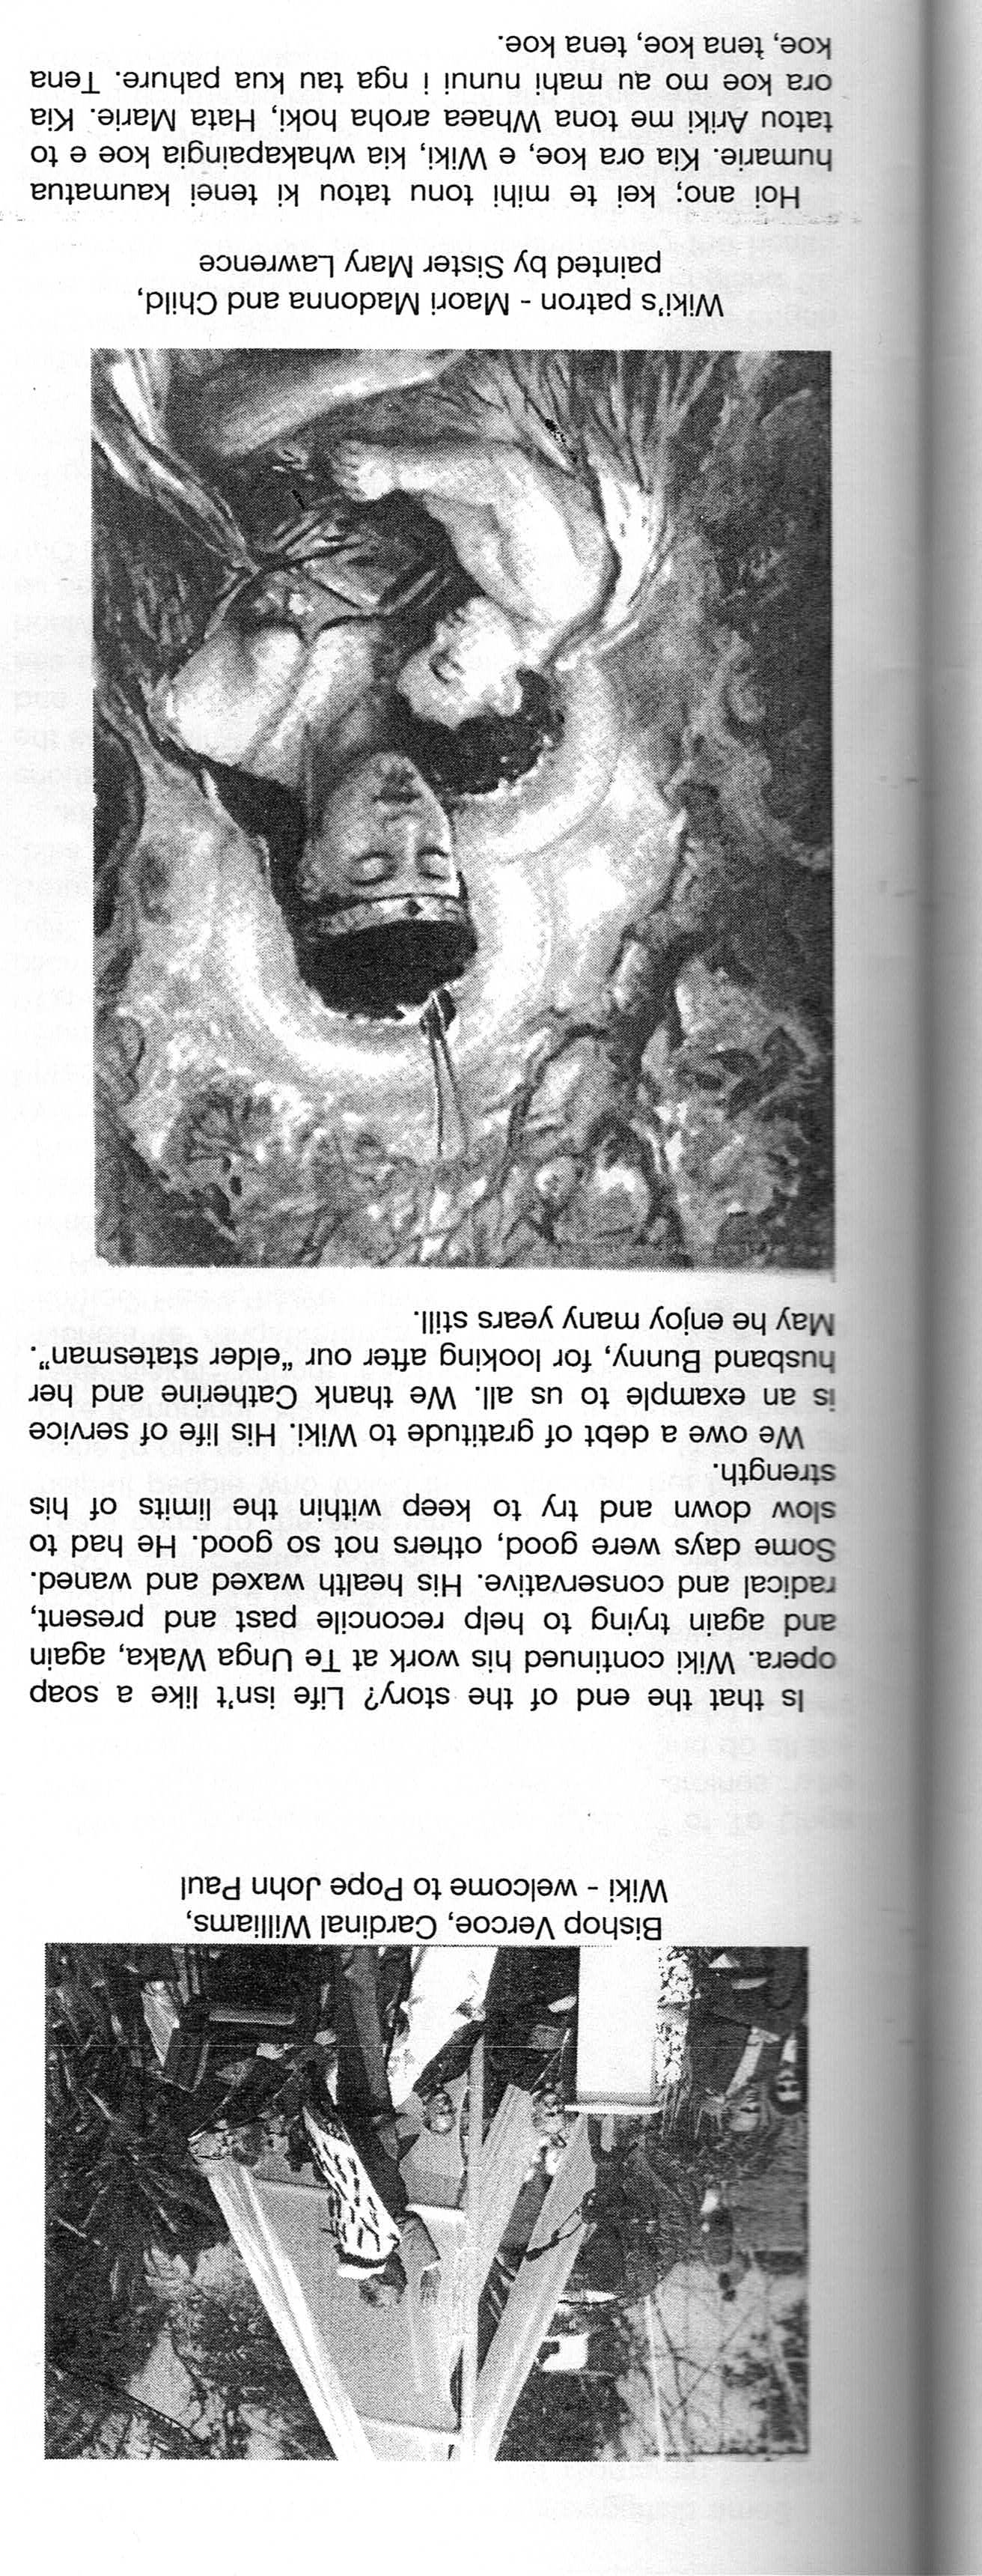 Bishop Vercoe, Cardinal Williams,
Wiki - welcome to Pope John Paul
Is that the end of the story? Life isn't like a soap
opera. Wiki continued his work at Te Unga Waka, again
and again trying to help reconcile past and present,
radical and conservative. His health waxed and waned.
Some days were good, others not so good. He had to
slow down and try to keep within the limits of his
strength.
We owe a debt of gratitude to Wiki. His life of service
is an example to us all. We thank Catherine and her
husband Bunny, for looking after our “elder statesman”.
May he enjoy many years still.
Wiki's patron - Maori Madonna and Child,
painted by Sister Mary Lawrence
Hoi ano; kei te mihi tonu tatou ki tenei kaumatua
humarie. Kia ora koe, e Wiki, kia whakapaingia koe e to
tatou Ariki me tona Whaea aroha hoki, Hata Marie. Kia
ora koe mo au mahi nunui i nga tau kua pahure. Tena
koe, tena koe, tena koe.